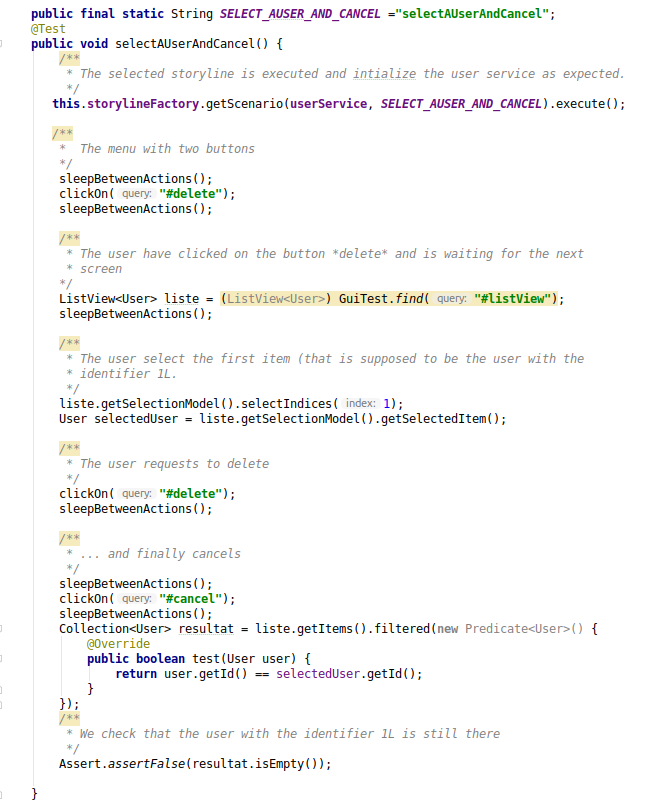 public final static String SELECT_AUSER_AND_CANCEL ="selectAUserAndCancel";
@Test
public void selectAUserAndCancel() {
/**
* The selected storyline is executed and intialize the user service as expected.
*/
this.storylineFactory.getScenario(userService, SELECT_AUSER_AND_CANCEL).execute();
/**
*  The menu with two buttons
*/
sleepBetweenActions();
clickOn( query: "#delete");
sleepBetweenActions();
/**
* The user have clicked on the button *delete* and is waiting for the next
* screen
*/
ListView<User> liste = (ListView<User>) GuiTest.find( query: "#listView");
sleepBetweenActions();
/**
* The user select the first item (that is supposed to be the user with the
* identifier 1L.
*/
liste.getSelectionModel().selectIndices( index: 1);
User selectedUser = liste.getSelectionModel().getSelectedItem();
/**
* The user requests to delete
*/
clickOn( query: "#delete");
sleepBetweenActions();
/**
* ... and finally cancels
*/
sleepBetweenActions();
clickOn( query: "#cancel");
sleepBetweenActions();
Collection<User> resultat = liste.getItems().filtered(new Predicate<User>() {
@Override
public boolean test(User user) {
return user.getId() == selectedUser.getId();
}
});
/**
* We check that the user with the identifier 1L is still there
*/
Assert.assertFalse(resultat.isEmpty());
}